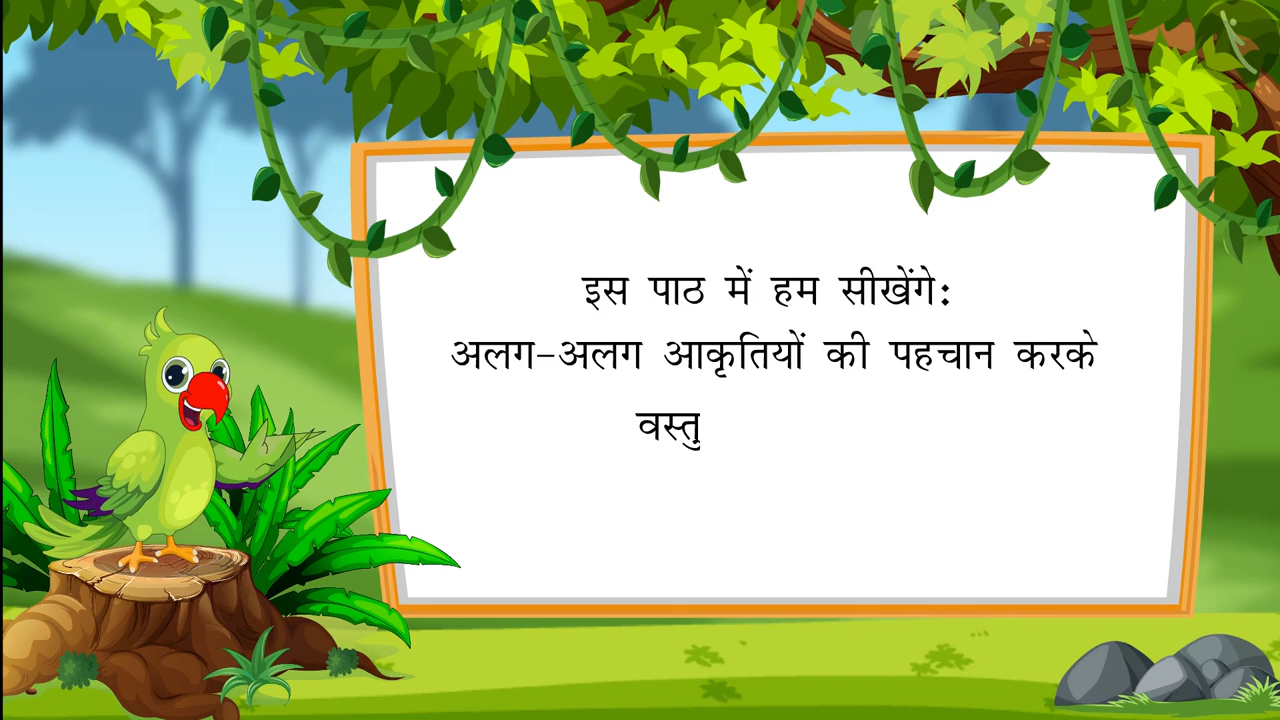 इस पाठ में हम सीखेंगे:
अलग-अलग आकृतियों की पहचान करके
वस्तु